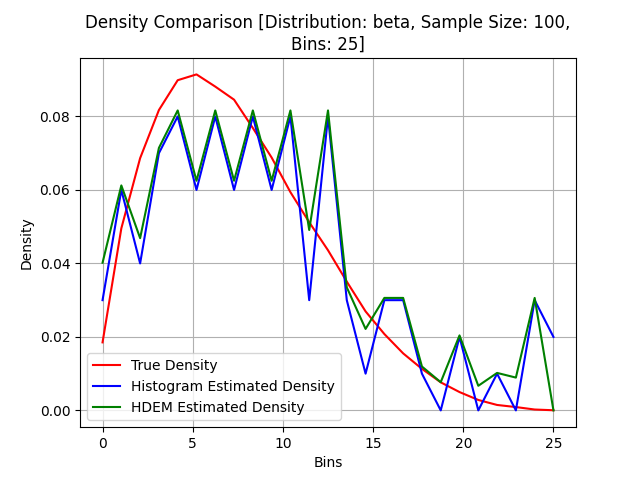 Density Comparison [Distribution: beta, Sample Size: 100,
Bins: 25]
Density
0.08
0.06
0.04
0.02
0.00
True Density
Histogram Estimated Density
HDEM Estimated Density
0 5 10 15 20 25
Bins